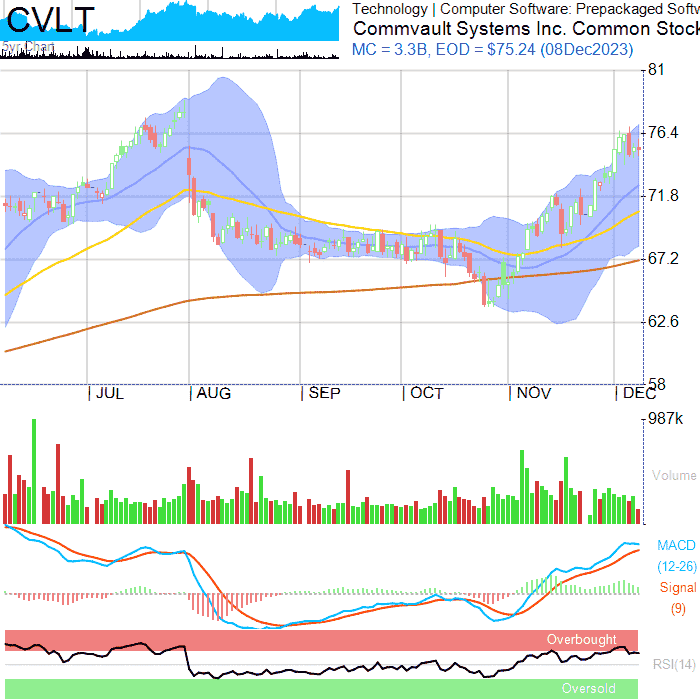 CVLT
5yr Chart
Technology | Computer Software: Prepackaged Softw
Commvault Systems Inc. Common Stock
MC = 3.3B, EOD = $75.24 (08Dec2023)
81
76.4
71.8
67.2
62.6
58
JUL AUG SEP OCT NOV DEC
987k
Volume
MACD
(12-26)
Signal
(9)
Overbought
RSI(14)
Oversold